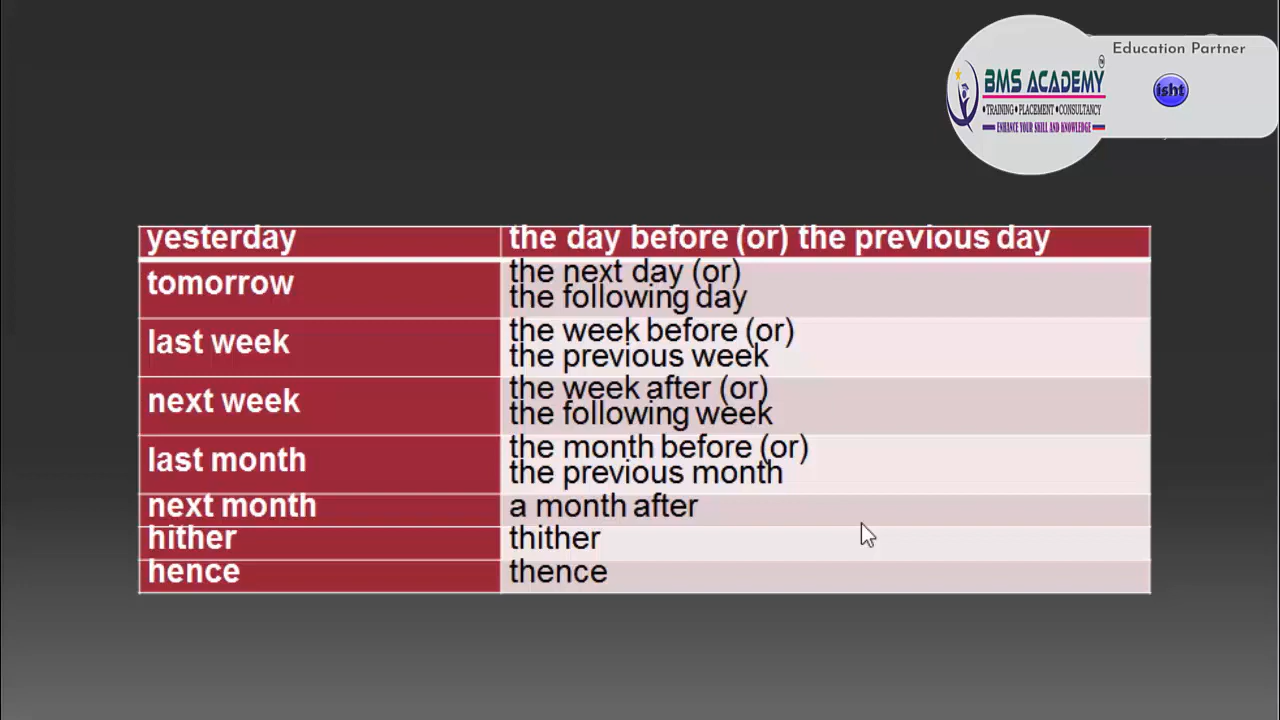 Education Partner
BMS ACADEMY
• TRAINING • PLACEMENT • CONSULTANCY
ENHANCE YOUR SKILL AND KNOWLEDGE
isht
yesterday the day before (or) the previous day
tomorrow the next day (or)
the following day
last week the week before (or)
the previous week
next week the week after (or)
the following week
last month the month before (or)
the previous month
next month a month after
hither thither
hence thence